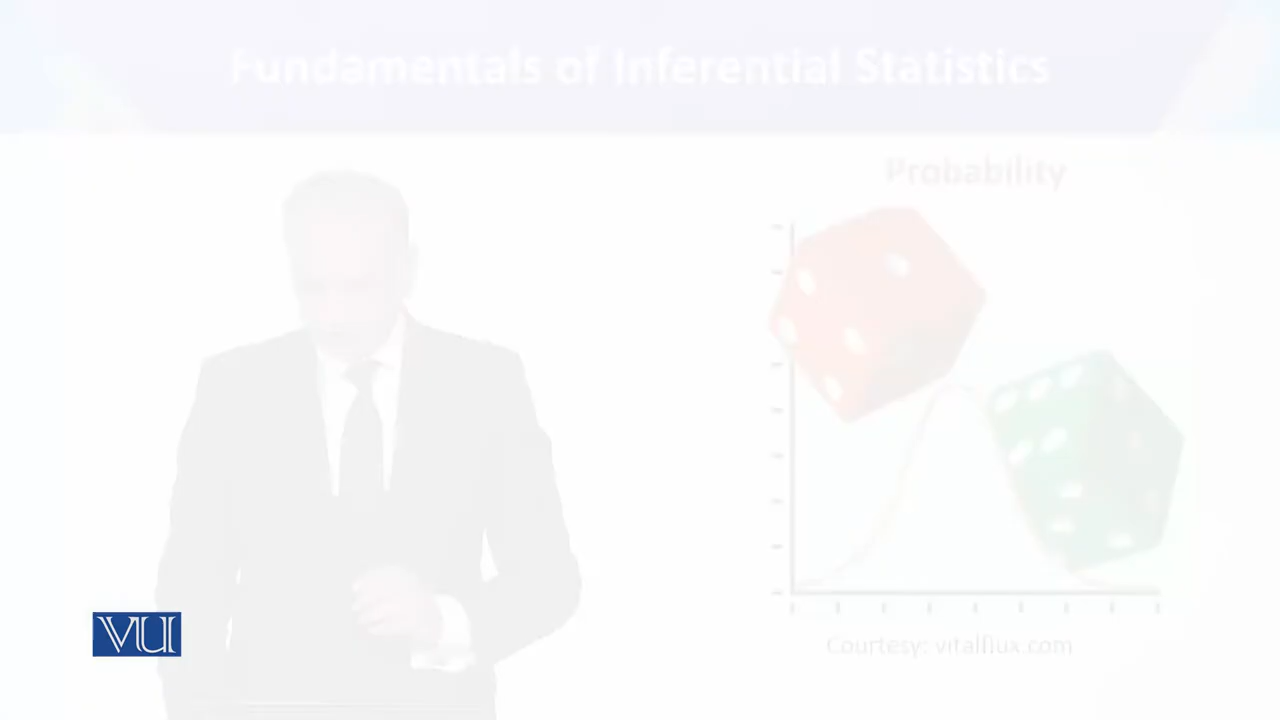 Fundamentals of Inferential Statistics
Probability
VU
Courtesy: vitalflux.com